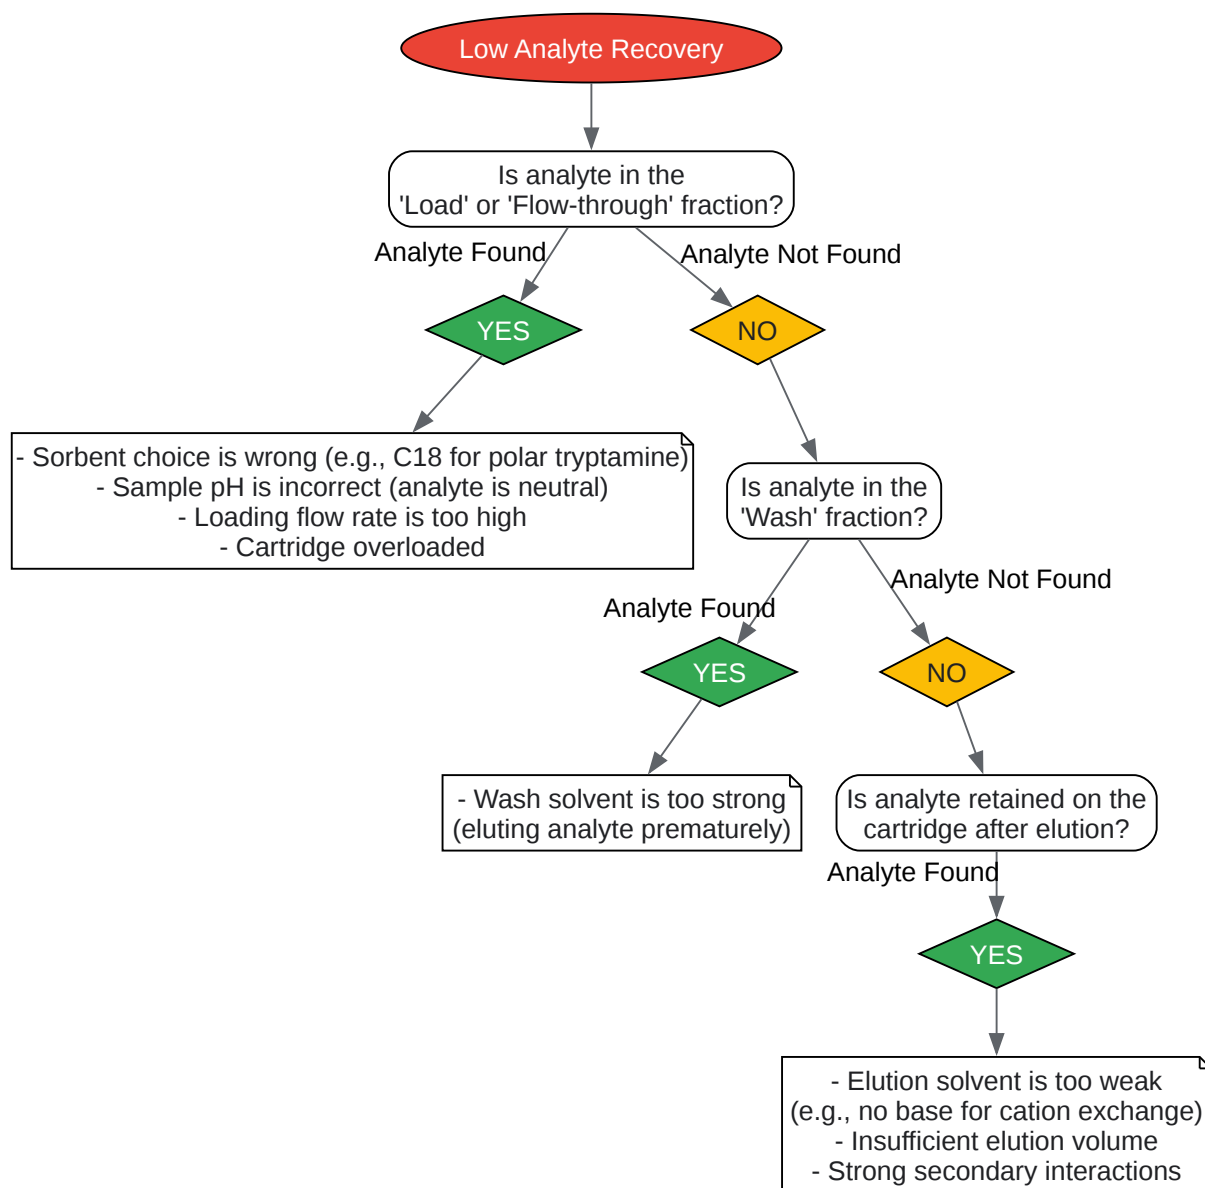 Low Analyte Recovery
Is analyte in the
'Load' or 'Flow-through' fraction?
Analyte Found
Analyte Not Found
YES
NO
- Sorbent choice is wrong (e.g., C18 for polar tryptamine)
- Sample pH is incorrect (analyte is neutral)
- Loading flow rate is too high
- Cartridge overloaded
Is analyte in the
'Wash' fraction?
Analyte Found
Analyte Not Found
YES
NO
- Wash solvent is too strong
(eluting analyte prematurely)
Is analyte retained on the
cartridge after elution?
Analyte Found
YES
- Elution solvent is too weak
(e.g., no base for cation exchange)
- Insufficient elution volume
- Strong secondary interactions